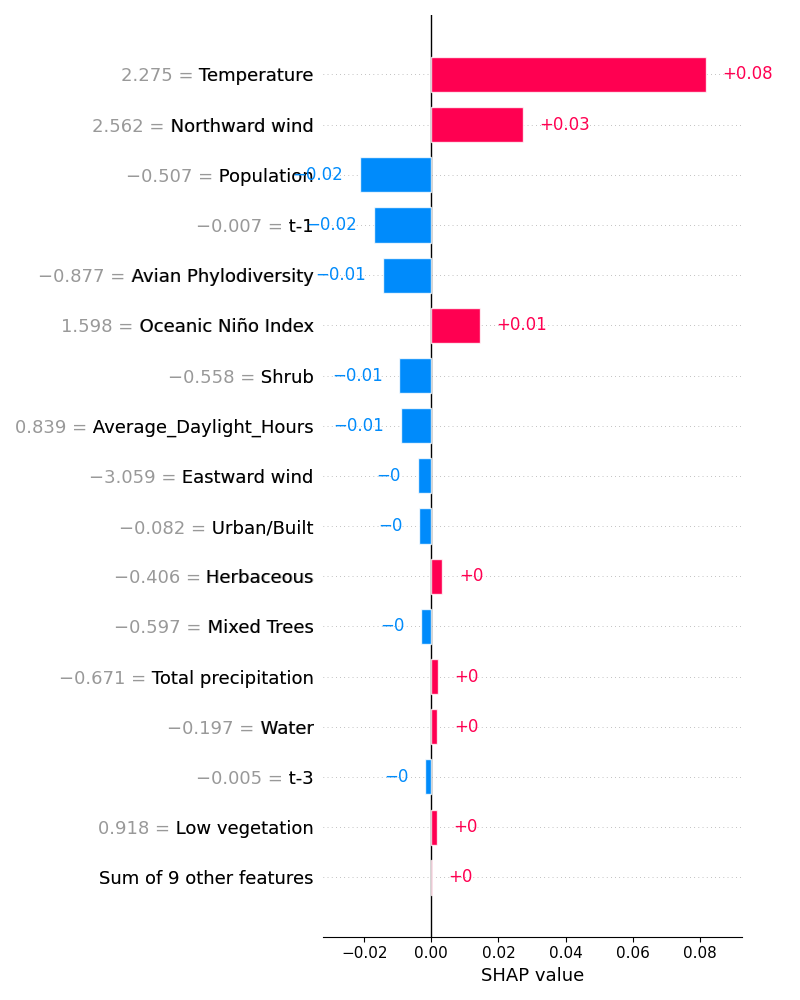 2.275 = Temperature +0.08
2.562 = Northward wind +0.03
−0.507 = Population −0.02
−0.007 = t-1 −0.02
−0.877 = Avian Phylodiversity −0.01
1.598 = Oceanic Niño Index +0.01
−0.558 = Shrub −0.01
0.839 = Average_Daylight_Hours −0.01
−3.059 = Eastward wind −0
−0.082 = Urban/Built −0
−0.406 = Herbaceous +0
−0.597 = Mixed Trees −0
−0.671 = Total precipitation +0
−0.197 = Water +0
−0.005 = t-3 −0
0.918 = Low vegetation +0
Sum of 9 other features +0
−0.02 0.00 0.02 0.04 0.06 0.08
SHAP value